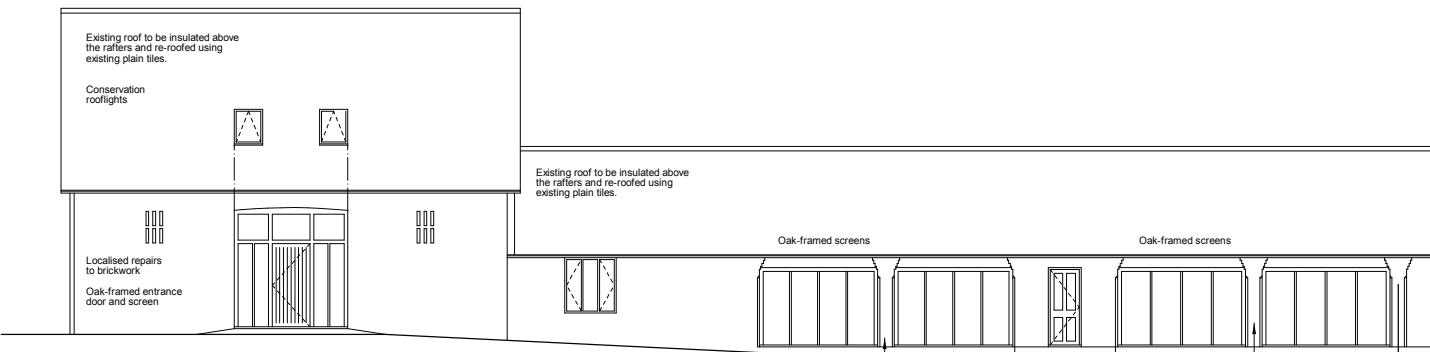 Existing roof to be insulated above
the rafters and re-roofed using
existing plain tiles.
Conservation
rooflights
Existing roof to be insulated above
the rafters and re-roofed using
existing plain tiles.
Oak-framed screens
Oak-framed screens
Localised repairs
to brickwork
Oak-framed entrance
door and screen